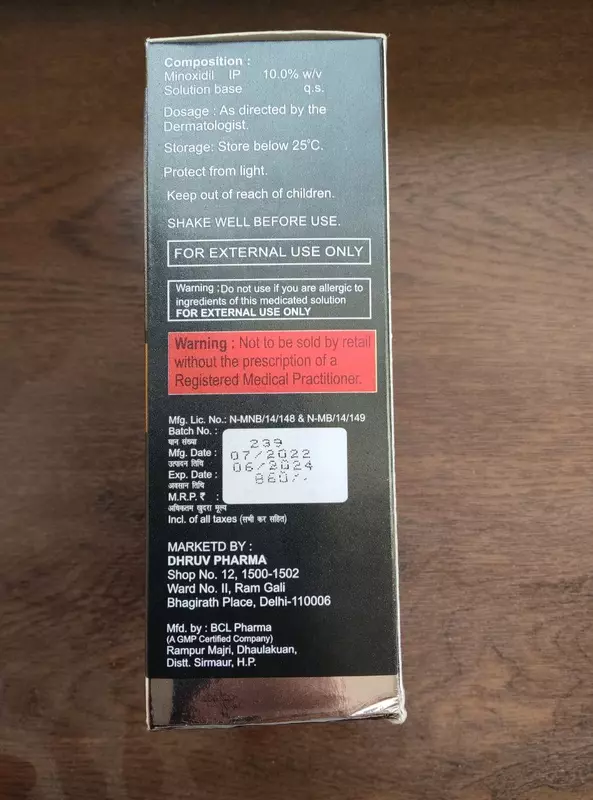 Composition :
Minoxidil IP 10.0% w/v
Solution base q.s.
Dosage : As directed by the
Dermatologist.
Storage: Store below 25°C.
Protect from light.
Keep out of reach of children.
SHAKE WELL BEFORE USE.
FOR EXTERNAL USE ONLY
Warning : Do not use if you are allergic to
ingredients of this medicated solution
FOR EXTERNAL USE ONLY
Warning : Not to be sold by retail
without the prescription of a
Registered Medical Practitioner.
Mfg. Lic. No.: N-MNB/14/148 & N-MB/14/149
Batch No. : 239
घान संख्या
Mfg. Date : 07/2022
उत्पादन तिथि
Exp. Date : 06/2024
अवसान तिथि
M.R.P. ₹ : 860/.
अधिकतम खुदरा मूल्य
Incl. of all taxes (सभी कर सहित)
MARKETD BY :
DHRUV PHARMA
Shop No. 12, 1500-1502
Ward No. II, Ram Gali
Bhagirath Place, Delhi-110006
Mfd. by : BCL Pharma
(A GMP Certified Company)
Rampur Majri, Dhaulakuan,
Distt. Sirmaur, H.P.